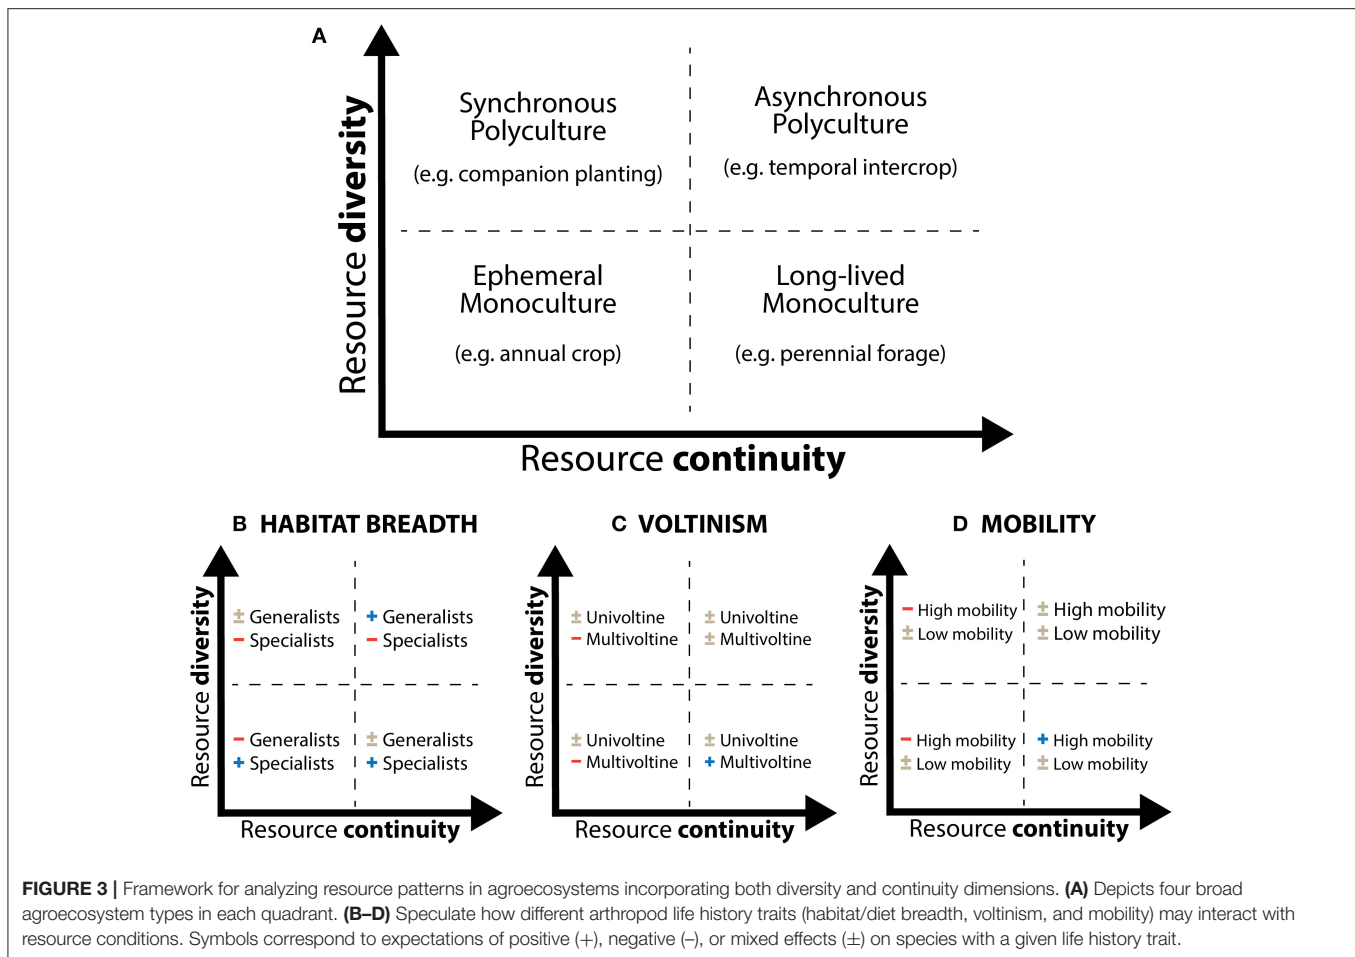 A
Resource diversity
Synchronous
Polyculture
(e.g. companion planting)
Asynchronous
Polyculture
(e.g. temporal intercrop)
Ephemeral
Monoculture
(e.g. annual crop)
Long-lived
Monoculture
(e.g. perennial forage)
Resource continuity
B HABITAT BREADTH
Resource diversity
± Generalists
− Specialists
+ Generalists
− Specialists
− Generalists
+ Specialists
± Generalists
+ Specialists
Resource continuity
C VOLTINISM
Resource diversity
± Univoltine
− Multivoltine
± Univoltine
± Multivoltine
± Univoltine
− Multivoltine
± Univoltine
+ Multivoltine
Resource continuity
D MOBILITY
Resource diversity
− High mobility
± Low mobility
± High mobility
± Low mobility
− High mobility
± Low mobility
+ High mobility
± Low mobility
Resource continuity
FIGURE 3 | Framework for analyzing resource patterns in agroecosystems incorporating both diversity and continuity dimensions. (A) Depicts four broad
agroecosystem types in each quadrant. (B–D) Speculate how different arthropod life history traits (habitat/diet breadth, voltinism, and mobility) may interact with
resource conditions. Symbols correspond to expectations of positive (+), negative (–), or mixed effects (±) on species with a given life history trait.